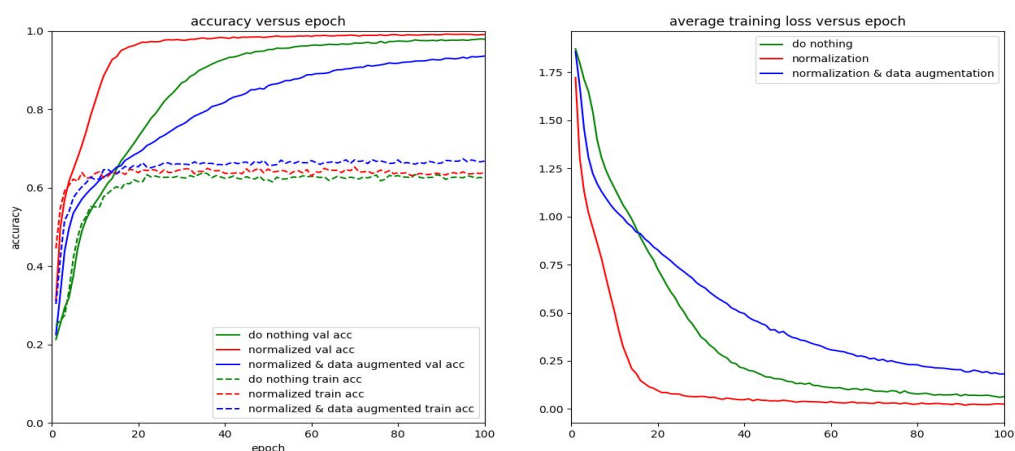 accuracy versus epoch
1.0
0.8
0.6
0.4
0.2
0.0
accuracy
0 20 40 60 80 100
epoch
do nothing val acc
normalized val acc
normalized & data augmented val acc
do nothing train acc
normalized train acc
normalized & data augmented train acc
average training loss versus epoch
do nothing
normalization
normalization & data augmentation
1.75
1.50
1.25
1.00
0.75
0.50
0.25
0.00
0 20 40 60 80 100